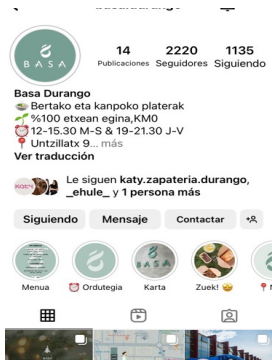 BASA
14 2220 1135
Publicaciones Seguidores Siguiendo
Basa Durango
Bertako eta kanpoko platerak
%100 etxean egina,KM0
12-15.30 M-S & 19-21.30 J-V
Untzillatx 9... más
Ver traducción
Le siguen katy.zapateria.durango,
_ehule_ y 1 persona más
Siguiendo Mensaje Contactar
BASA
Menua Ordutegia Karta Zuek!